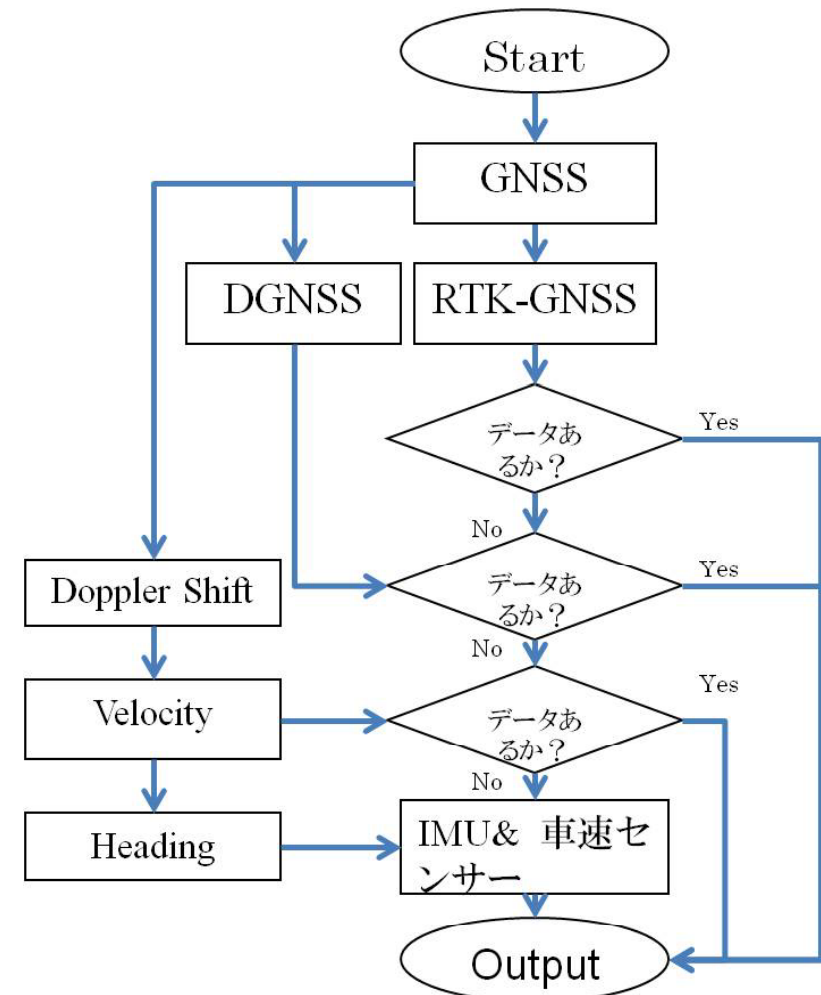 Start
GNSS
DGNSS
RTK-GNSS
データあ
るか？
Yes
No
Doppler Shift
データあ
るか？
Yes
No
Velocity
データあ
るか？
Yes
No
Heading
IMU& 車速セ
ンサー
Output